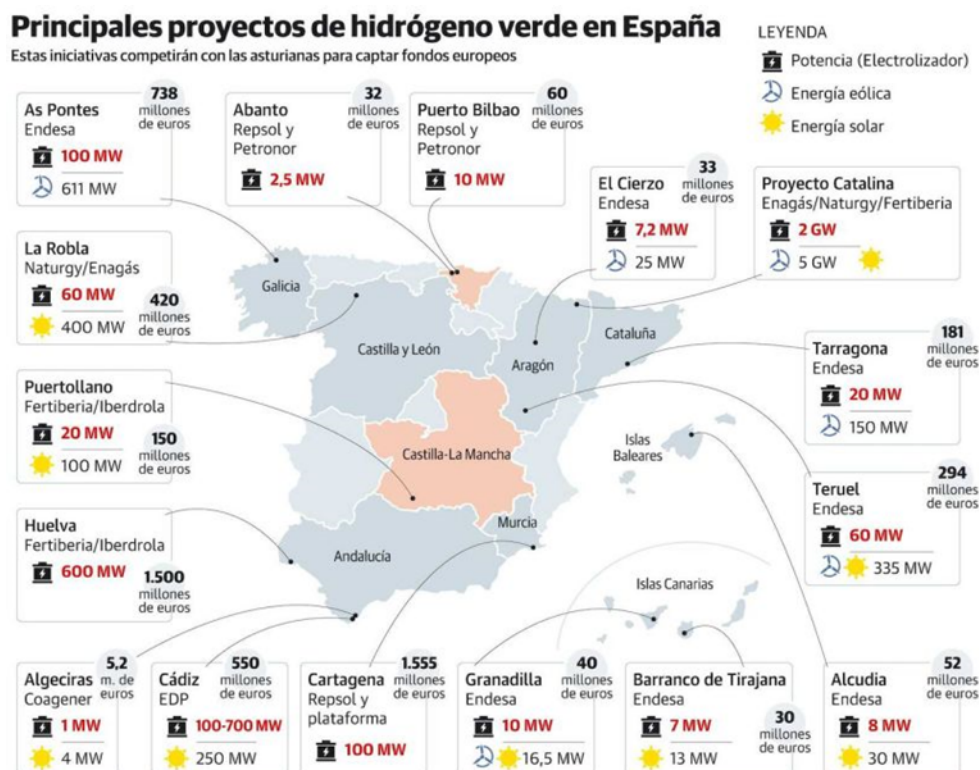 Principales proyectos de hidrógeno verde en España
Estas iniciativas competirán con las asturianas para captar fondos europeos
LEYENDA
Potencia (Electrolizador)
Energía eólica
Energía solar
As Pontes
Endesa
100 MW
611 MW
738
millones
de euros
Abanto
Repsol y
Petronor
2,5 MW
32
millones
de euros
Puerto Bilbao
Repsol y
Petronor
10 MW
60
millones
de euros
El Cierzo
Endesa
7,2 MW
25 MW
33
millones
de euros
Proyecto Catalina
Enagás/Naturgy/Fertiberia
2 GW
5 GW
La Robla
Naturgy/Enagás
60 MW
400 MW
420
millones
de euros
Puertollano
Fertiberia/Iberdrola
20 MW
100 MW
150
millones
de euros
Huelva
Fertiberia/Iberdrola
600 MW
1.500
millones
de euros
Galicia
Castilla y León
Aragón
Cataluña
Castilla-La Mancha
Islas
Baleares
Murcia
Andalucía
Islas Canarias
Tarragona
Endesa
20 MW
150 MW
181
millones
de euros
Teruel
Endesa
60 MW
335 MW
294
millones
de euros
Algeciras
Coagener
1 MW
4 MW
5,2
m. de
euros
Cádiz
EDP
100-700 MW
250 MW
550
millones
de euros
Cartagena
Repsol y
plataforma
100 MW
1.555
millones
de euros
Granadilla
Endesa
10 MW
16,5 MW
40
millones
de euros
Barranco de Tirajana
Endesa
7 MW
13 MW
30
millones
de euros
Alcudia
Endesa
8 MW
30 MW
52
millones
de euros